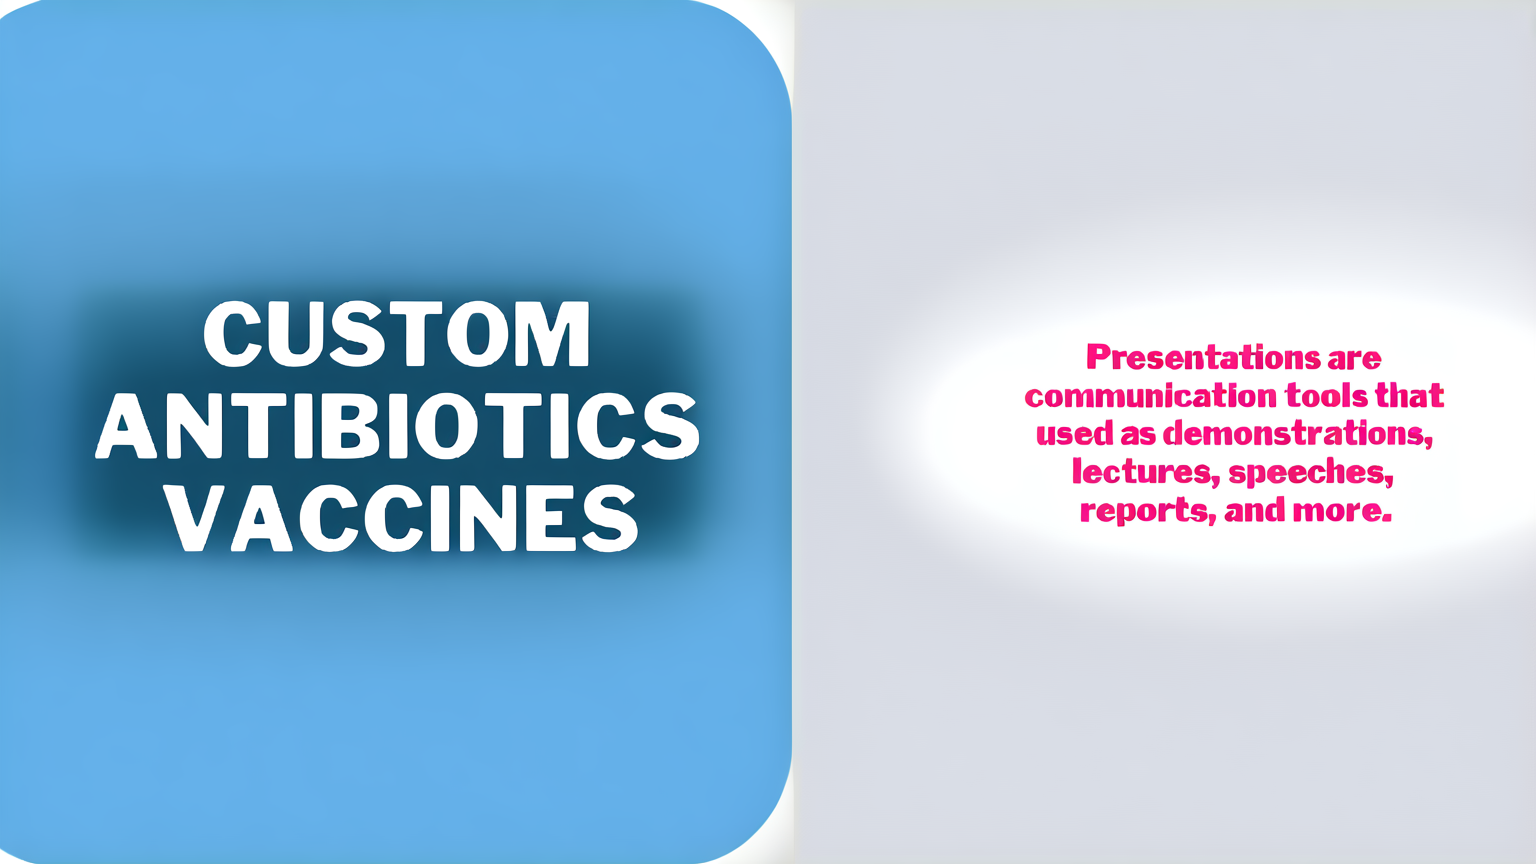 CUSTOM
ANTIBIOTICS
VACCINES
Presentations are
communication tools that
used as demonstrations,
lectures, speeches,
reports, and more.